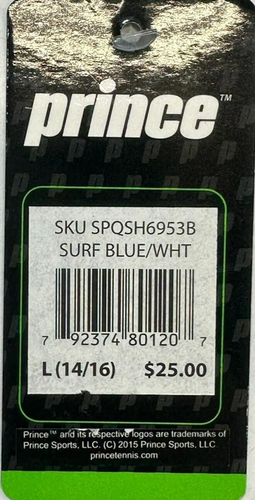 prince™
SKU SPQSH6953B
SURF BLUE/WHT
7 92374 80120 7
L (14/16) $25.00
Prince™ and its respective logos are trademarks of
Prince Sports, LLC. (C) 2015 Prince Sports, LLC
princetennis.com